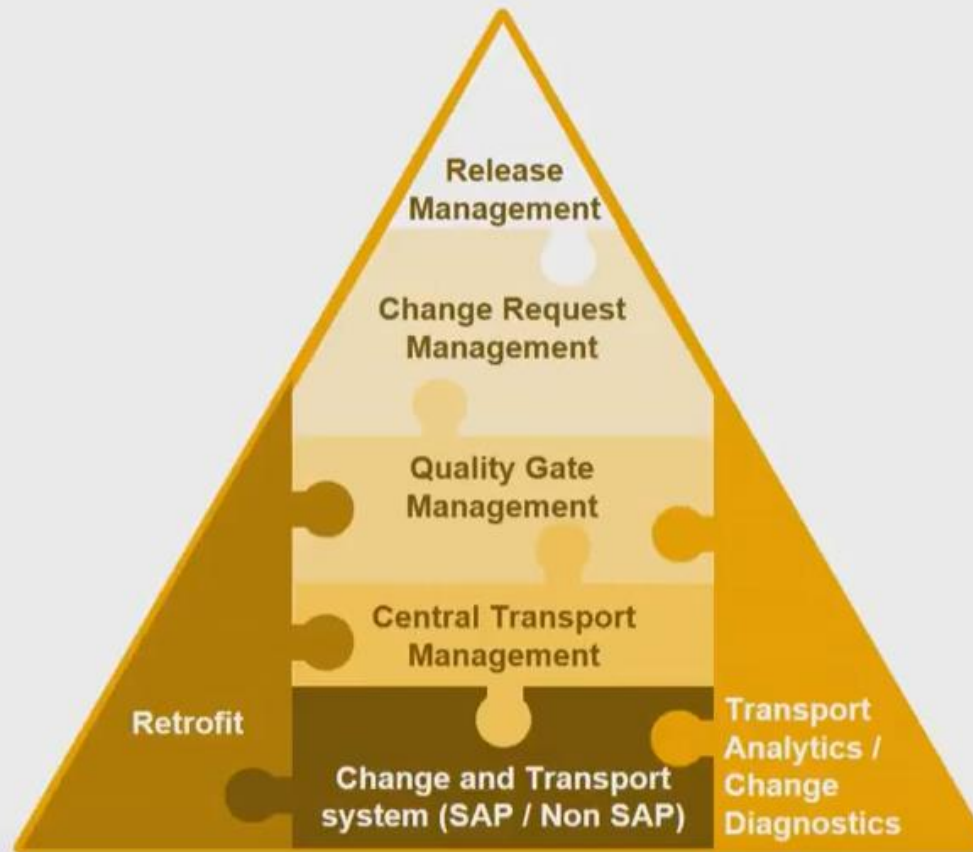 Release
Management
Change Request
Management
Quality Gate
Management
Central Transport
Management
Retrofit
Change and Transport
system (SAP / Non SAP)
Transport
Analytics /
Change
Diagnostics